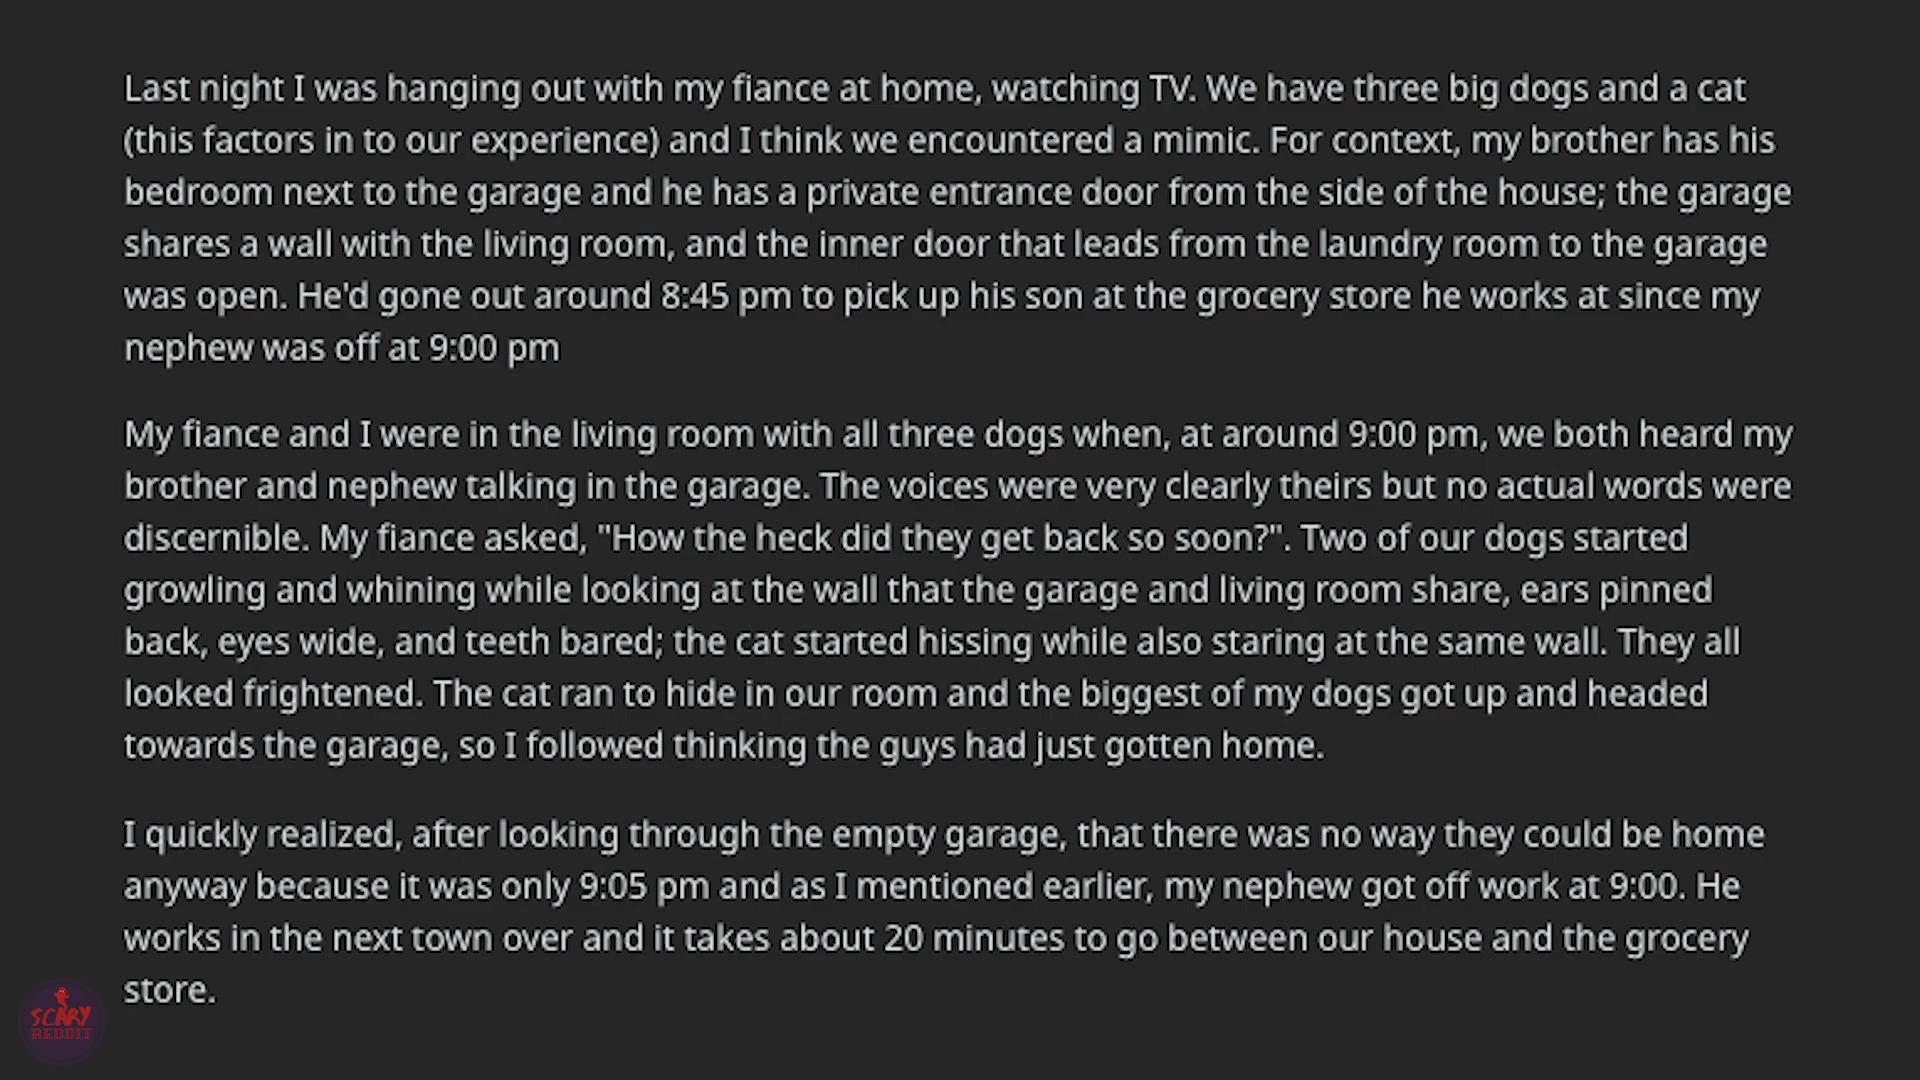 Last night I was hanging out with my fiance at home, watching TV. We have three big dogs and a cat
(this factors in to our experience) and I think we encountered a mimic. For context, my brother has his
bedroom next to the garage and he has a private entrance door from the side of the house; the garage
shares a wall with the living room, and the inner door that leads from the laundry room to the garage
was open. He'd gone out around 8:45 pm to pick up his son at the grocery store he works at since my
nephew was off at 9:00 pm
My fiance and I were in the living room with all three dogs when, at around 9:00 pm, we both heard my
brother and nephew talking in the garage. The voices were very clearly theirs but no actual words were
discernible. My fiance asked, "How the heck did they get back so soon?". Two of our dogs started
growling and whining while looking at the wall that the garage and living room share, ears pinned
back, eyes wide, and teeth bared; the cat started hissing while also staring at the same wall. They all
looked frightened. The cat ran to hide in our room and the biggest of my dogs got up and headed
towards the garage, so I followed thinking the guys had just gotten home.
I quickly realized, after looking through the empty garage, that there was no way they could be home
anyway because it was only 9:05 pm and as I mentioned earlier, my nephew got off work at 9:00. He
works in the next town over and it takes about 20 minutes to go between our house and the grocery
store.
SCARY
REDDIT